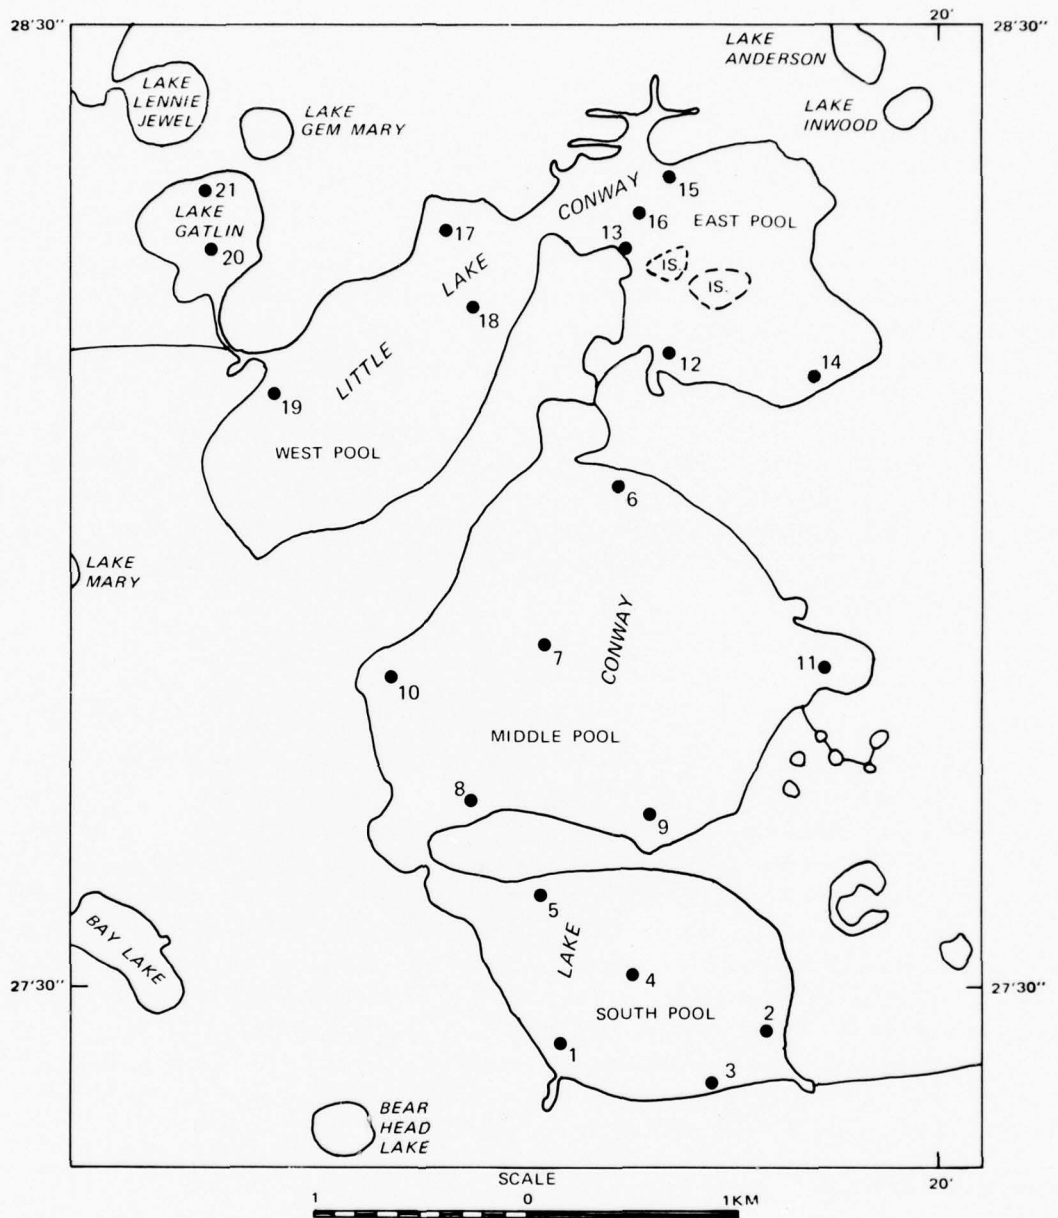 20'
28'30"
28'30"
LAKE
ANDERSON
LAKE
LENNIE
JEWEL
LAKE
GEM MARY
LAKE
INWOOD
CONWAY
15
21
LAKE
GATLIN
16
EAST POOL
17
13
20
LAKE
IS.
IS.
18
12
14
LITTLE
19
WEST POOL
6
LAKE
MARY
CONWAY
7
11
10
MIDDLE POOL
8
9
5
BAY LAKE
LAKE
4
27'30"
27'30"
SOUTH POOL
2
1
3
BEAR
HEAD
LAKE
SCALE
20'
1
0
1KM